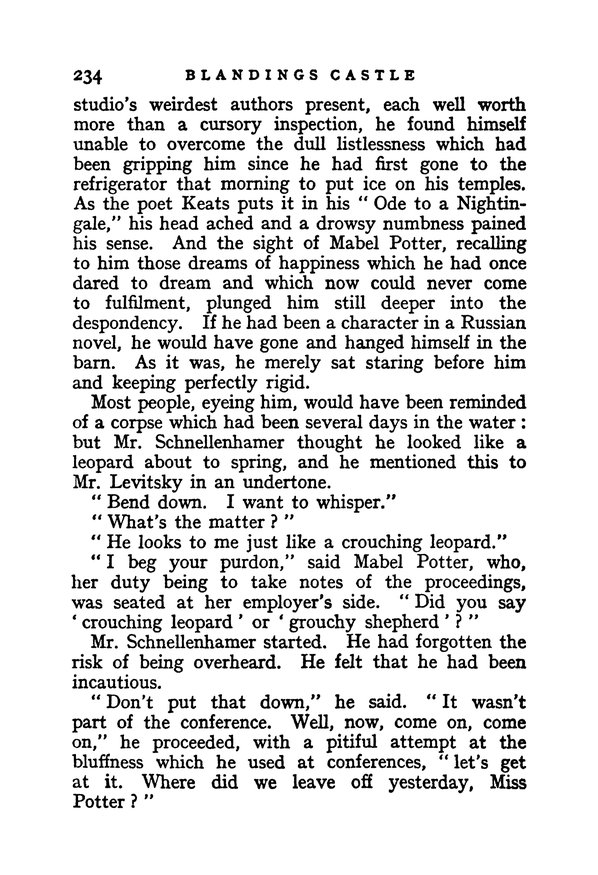 234 BLANDINGS CASTLE
studio's weirdest authors present, each well worth
more than a cursory inspection, he found himself
unable to overcome the dull listlessness which had
been gripping him since he had first gone to the
refrigerator that morning to put ice on his temples.
As the poet Keats puts it in his “ Ode to a Nightin-
gale,” his head ached and a drowsy numbness pained
his sense. And the sight of Mabel Potter, recalling
to him those dreams of happiness which he had once
dared to dream and which now could never come
to fulfilment, plunged him still deeper into the
despondency. If he had been a character in a Russian
novel, he would have gone and hanged himself in the
barn. As it was, he merely sat staring before him
and keeping perfectly rigid.
Most people, eyeing him, would have been reminded
of a corpse which had been several days in the water :
but Mr. Schnellenhamer thought he looked like a
leopard about to spring, and he mentioned this to
Mr. Levitsky in an undertone.
“ Bend down. I want to whisper.”
“ What's the matter ? ”
“ He looks to me just like a crouching leopard.”
“ I beg your purdon,” said Mabel Potter, who,
her duty being to take notes of the proceedings,
was seated at her employer's side. “ Did you say
‘ crouching leopard ’ or ‘ grouchy shepherd ’ ? ”
Mr. Schnellenhamer started. He had forgotten the
risk of being overheard. He felt that he had been
incautious.
“ Don't put that down,” he said. “ It wasn't
part of the conference. Well, now, come on, come
on,” he proceeded, with a pitiful attempt at the
bluffness which he used at conferences, “ let's get
at it. Where did we leave off yesterday, Miss
Potter ? ”